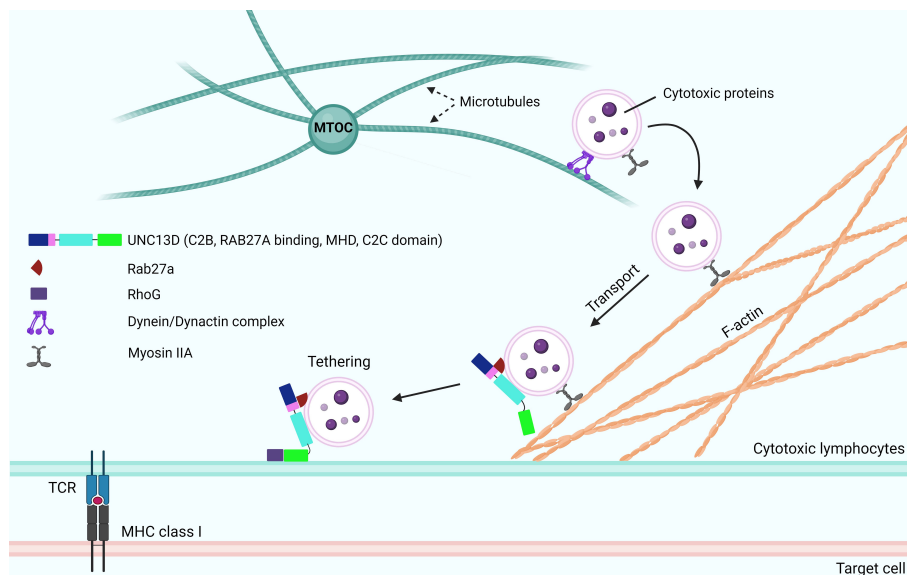 Microtubules
Cytotoxic proteins
MTOC
UNC13D (C2B, RAB27A binding, MHD, C2C domain)
Rab27a
RhoG
Dynein/Dynactin complex
Myosin IIA
Transport
F-actin
Tethering
Cytotoxic lymphocytes
TCR
MHC class I
Target cell